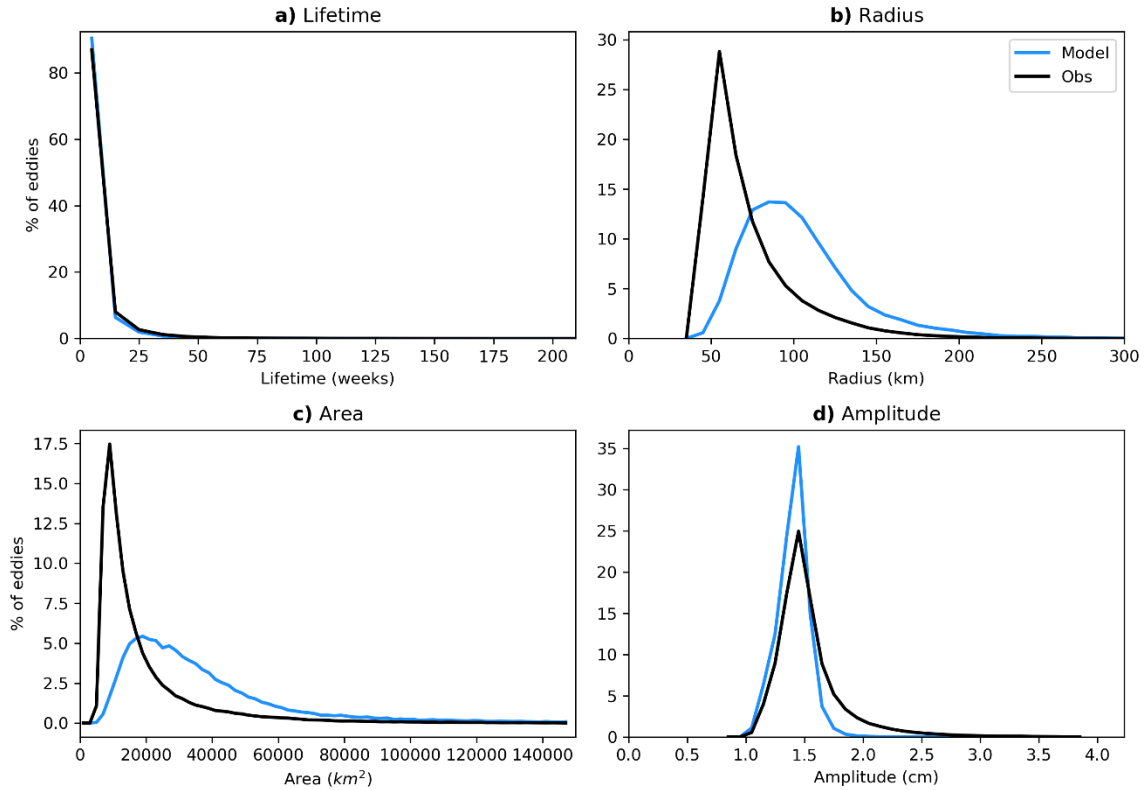 a) Lifetime
% of eddies
80
60
40
20
0
0 25 50 75 100 125 150 175 200
Lifetime (weeks)
b) Radius
30
25
20
15
10
5
0
0 50 100 150 200 250 300
Radius (km)
Model
Obs
c) Area
% of eddies
17.5
15.0
12.5
10.0
7.5
5.0
2.5
0.0
0 20000 40000 60000 80000 100000 120000 140000
Area (km²)
d) Amplitude
35
30
25
20
15
10
5
0
0.0 0.5 1.0 1.5 2.0 2.5 3.0 3.5 4.0
Amplitude (cm)